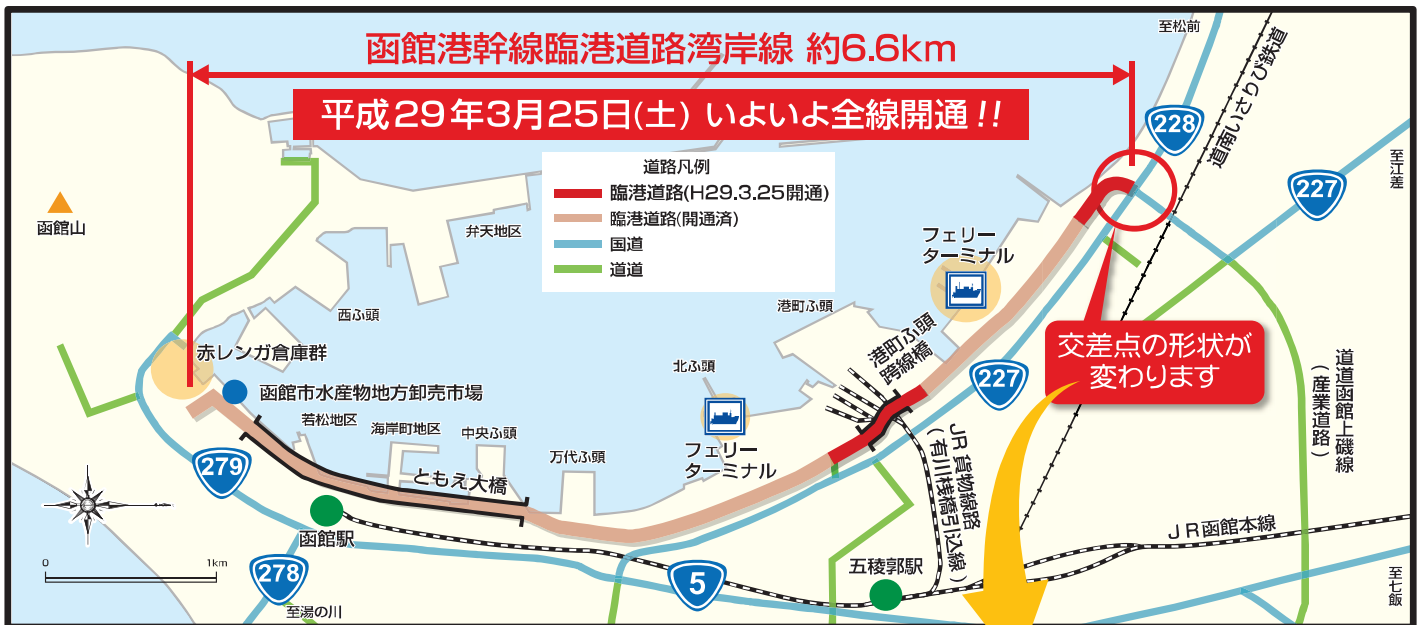 函館港幹線臨港道路湾岸線 約6.6km
平成29年3月25日(土) いよいよ全線開通!!
道路凡例
臨港道路(H29.3.25開通)
臨港道路(開通済)
国道
道道
至松前
228
道南いさりび鉄道
227
至江差
函館山
弁天地区
フェリー
ターミナル
西ふ頭
港町ふ頭
港町ふ頭
跨線橋
交差点の形状が
変わります
赤レンガ倉庫群
北ふ頭
227
道道函館上磯線
(産業道路)
函館市水産物地方卸売市場
若松地区
海岸町地区
中央ふ頭
万代ふ頭
フェリー
ターミナル
JR貨物線路
(有川桟橋引込線)
279
ともえ大橋
函館駅
JR函館本線
五稜郭駅
0
1km
278
5
至湯の川
至七飯